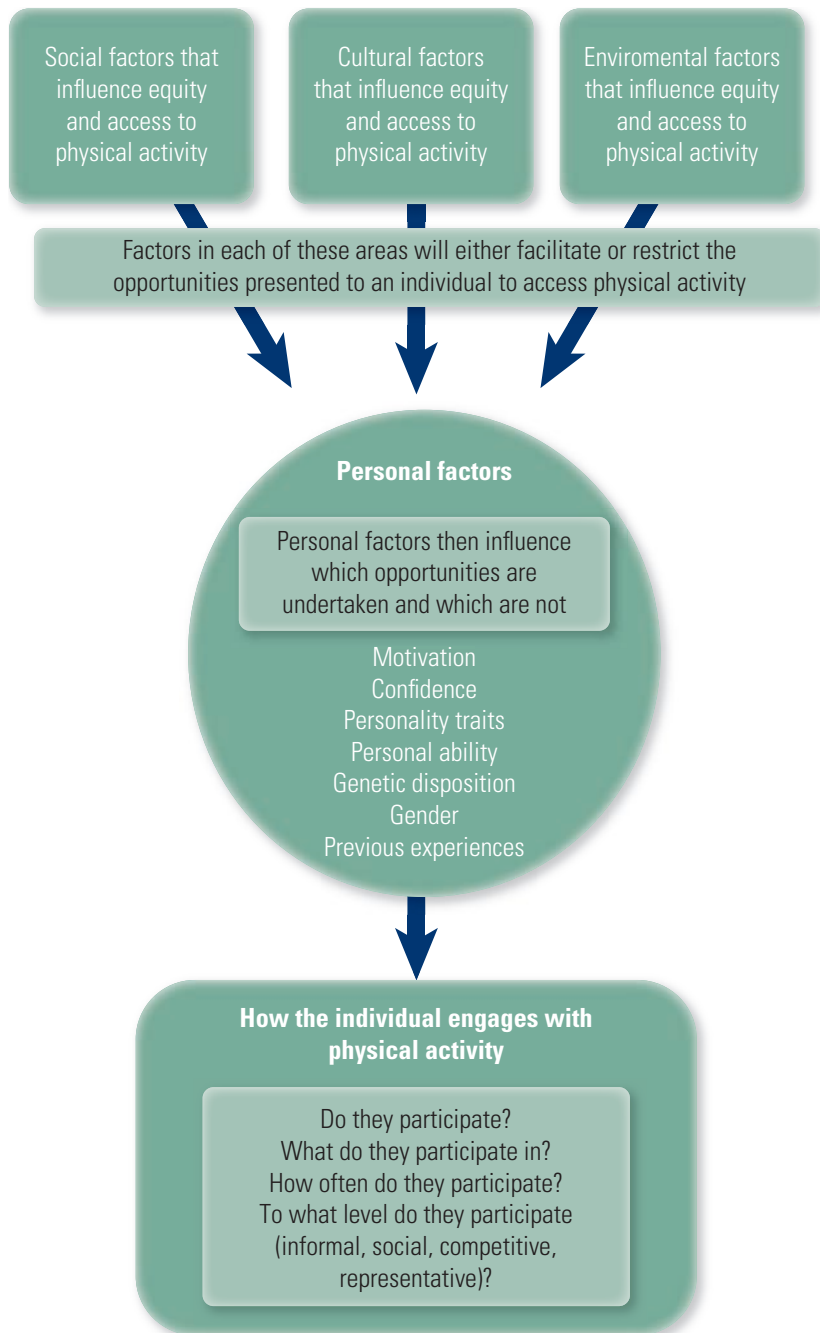 Social factors that
influence equity
and access to
physical activity
Cultural factors
that influence equity
and access to
physical activity
Enviromental factors
that influence equity
and access to
physical activity
Factors in each of these areas will either facilitate or restrict the
opportunities presented to an individual to access physical activity
Personal factors
Personal factors then influence
which opportunities are
undertaken and which are not
Motivation
Confidence
Personality traits
Personal ability
Genetic disposition
Gender
Previous experiences
How the individual engages with
physical activity
Do they participate?
What do they participate in?
How often do they participate?
To what level do they participate
(informal, social, competitive,
representative)?